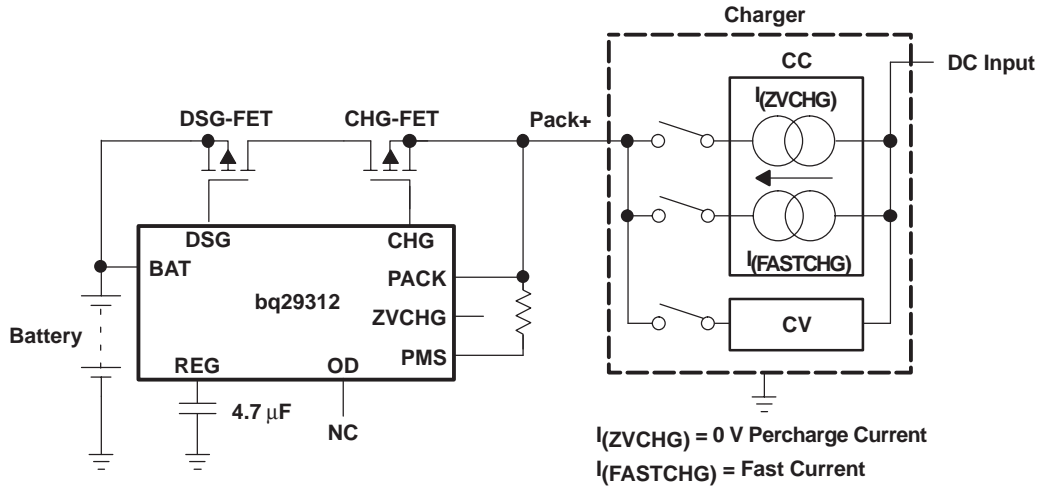 Charger
CC
DC Input
I(ZVCHG)
DSG-FET
CHG-FET
Pack+
I(FASTCHG)
DSG
CHG
BAT
PACK
bq29312
ZVCHG
Battery
PMS
CV
REG
OD
4.7 μF
NC
I(ZVCHG) = 0 V Percharge Current
I(FASTCHG) = Fast Current